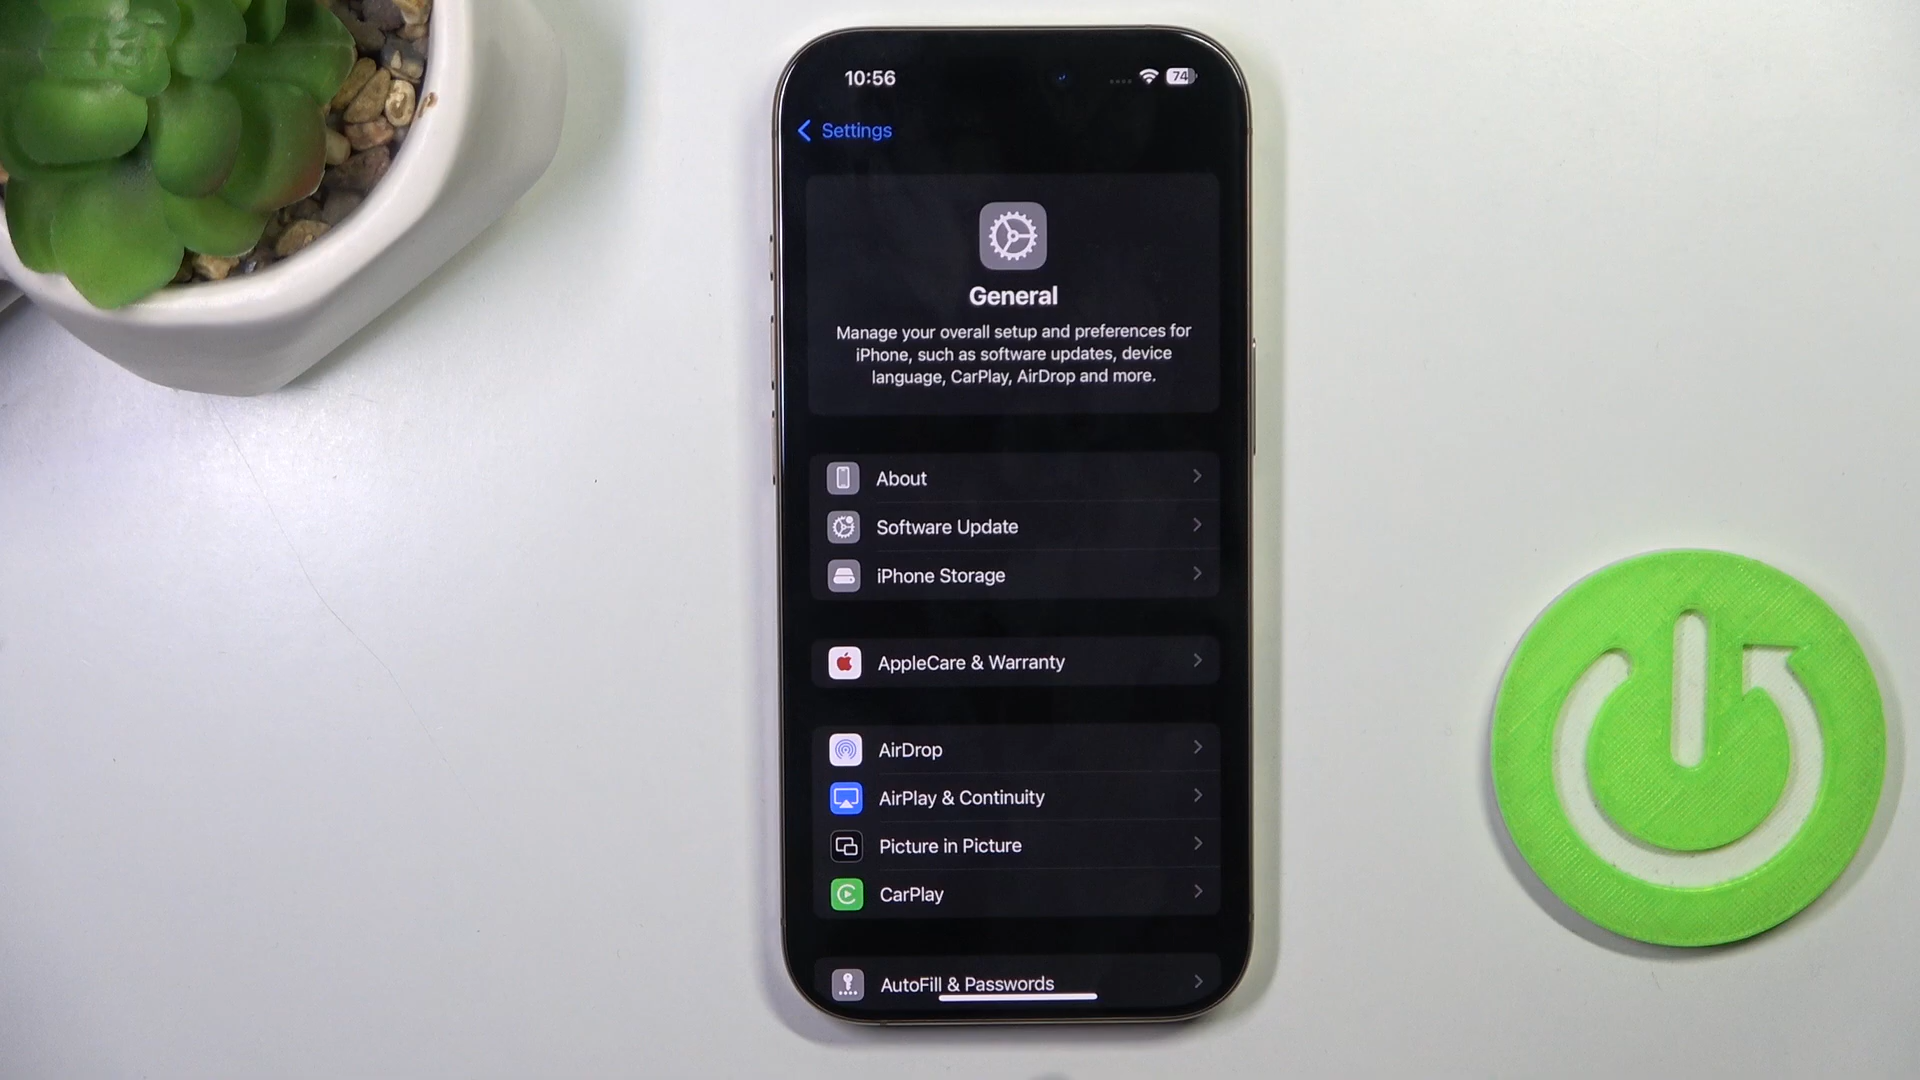 10:56
74
Settings
General
Manage your overall setup and preferences for
iPhone, such as software updates, device
language, CarPlay, AirDrop and more.
About
Software Update
iPhone Storage
AppleCare & Warranty
AirDrop
AirPlay & Continuity
Picture in Picture
CarPlay
AutoFill & Passwords